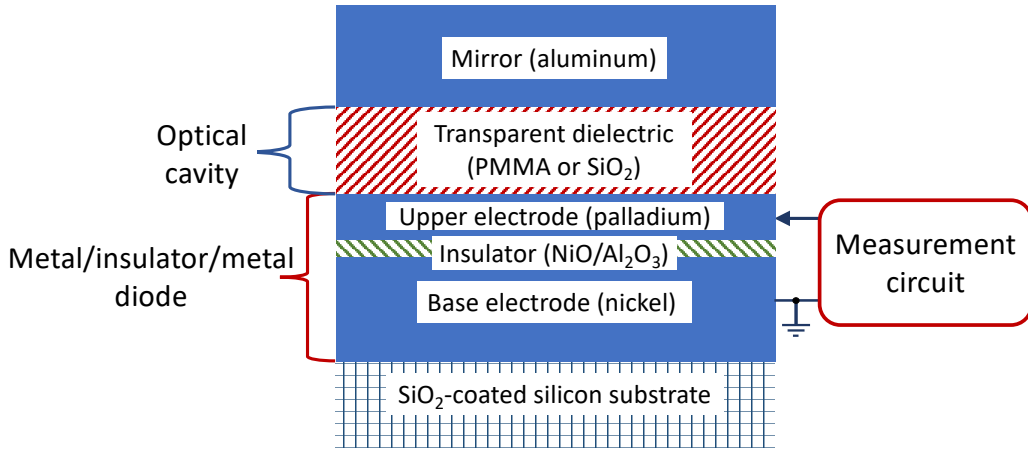 Mirror (aluminum)
Optical
cavity
Transparent dielectric
(PMMA or SiO₂)
Upper electrode (palladium)
Insulator (NiO/Al₂O₃)
Metal/insulator/metal
diode
Base electrode (nickel)
Measurement
circuit
SiO₂-coated silicon substrate